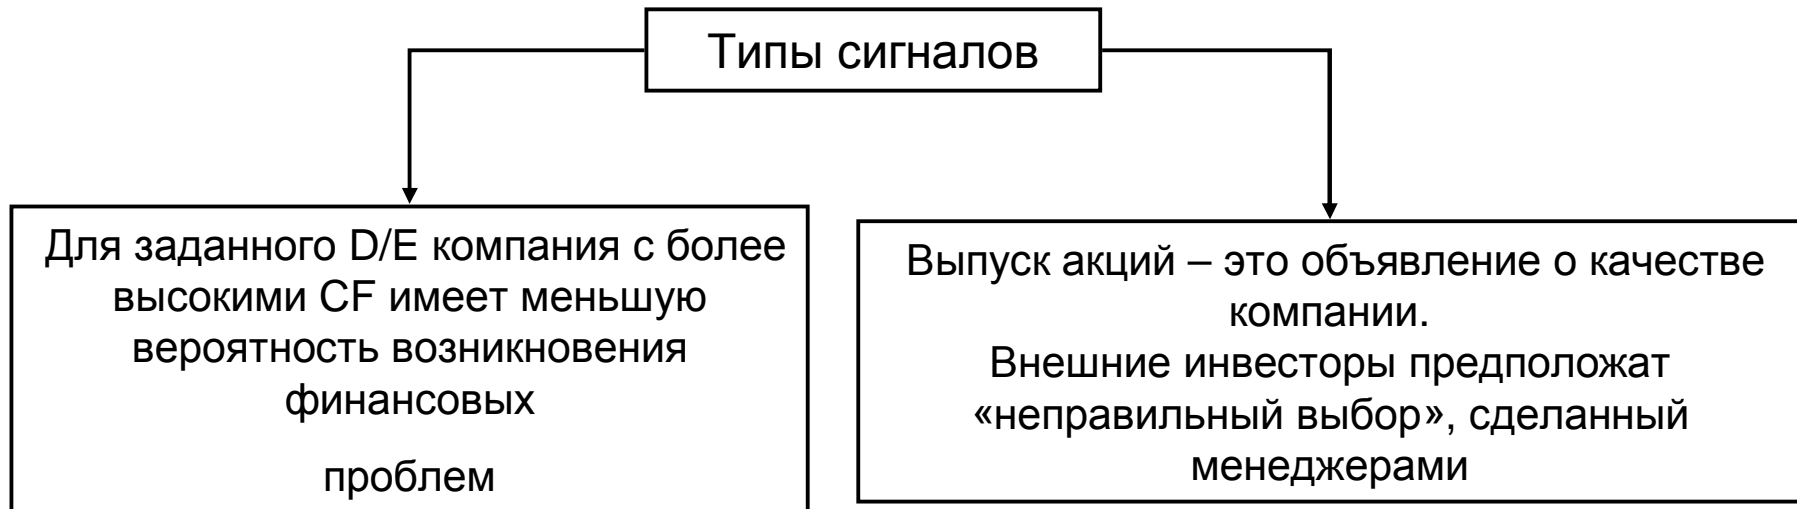 Типы сигналов
Для заданного D/E компания с более
высокими CF имеет меньшую
вероятность возникновения
финансовых
проблем
Выпуск акций – это объявление о качестве
компании.
Внешние инвесторы предположат
«неправильный выбор», сделанный
менеджерами